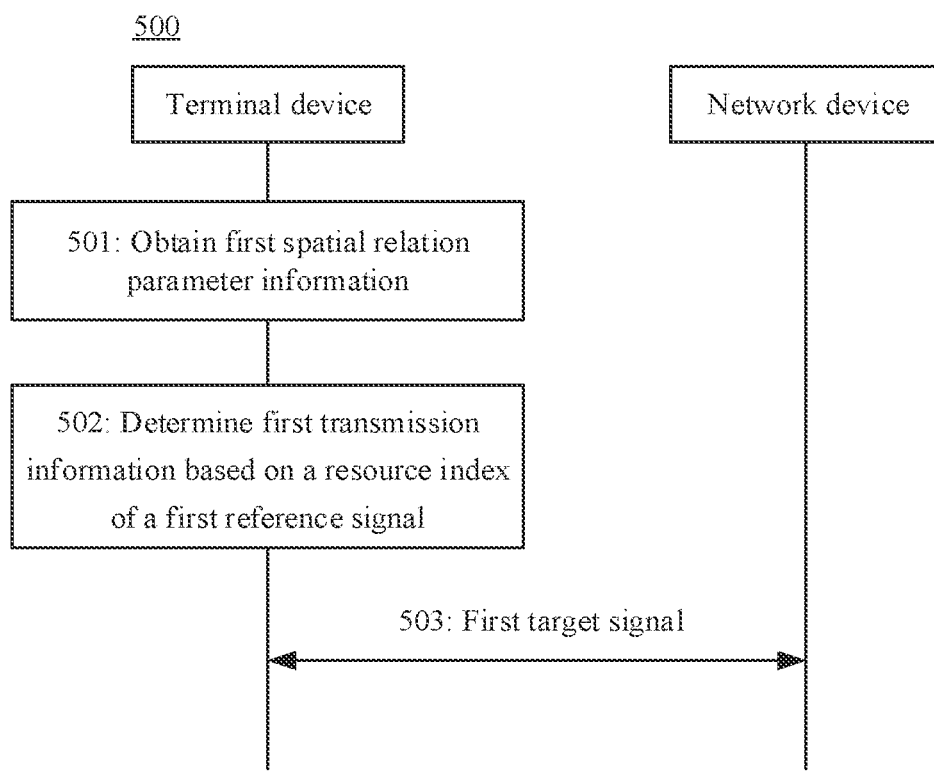 500
Terminal device
Network device
501: Obtain first spatial relation
parameter information
502: Determine first transmission
information based on a resource index
of a first reference signal
503: First target signal